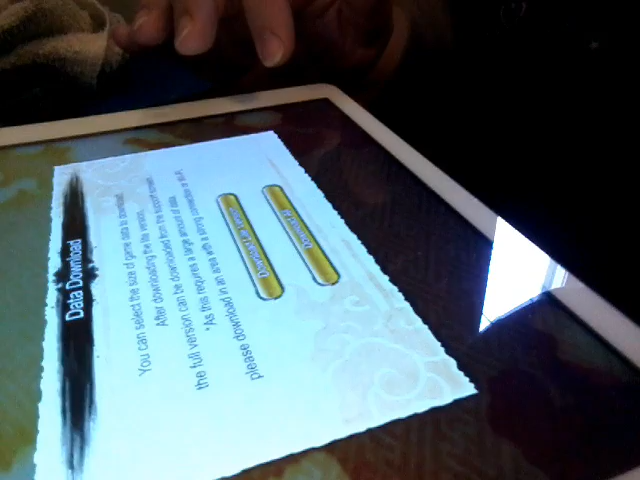 Data Download
You can select the size of game data to download.
After downloading the lite version,
the full version can be downloaded from the support screen.
*As this requires a large amount of data,
please download in an area with a strong connection or Wi-Fi.
Download